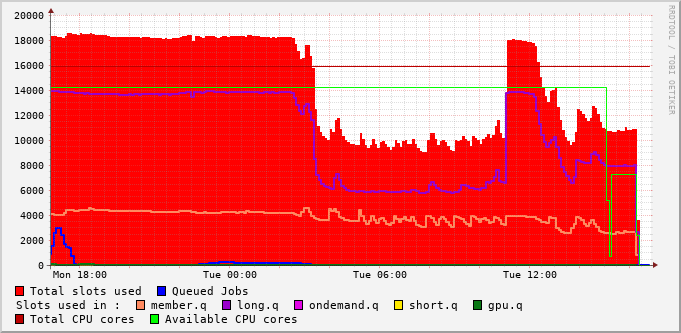 20000
18000
16000
14000
12000
10000
8000
6000
4000
2000
0
Mon 18:00 Tue 00:00 Tue 06:00 Tue 12:00
Total slots used Queued Jobs
Slots used in : member.q long.q ondemand.q short.q gpu.q
Total CPU cores Available CPU cores
RRDTOOL / TOBI OETIKER